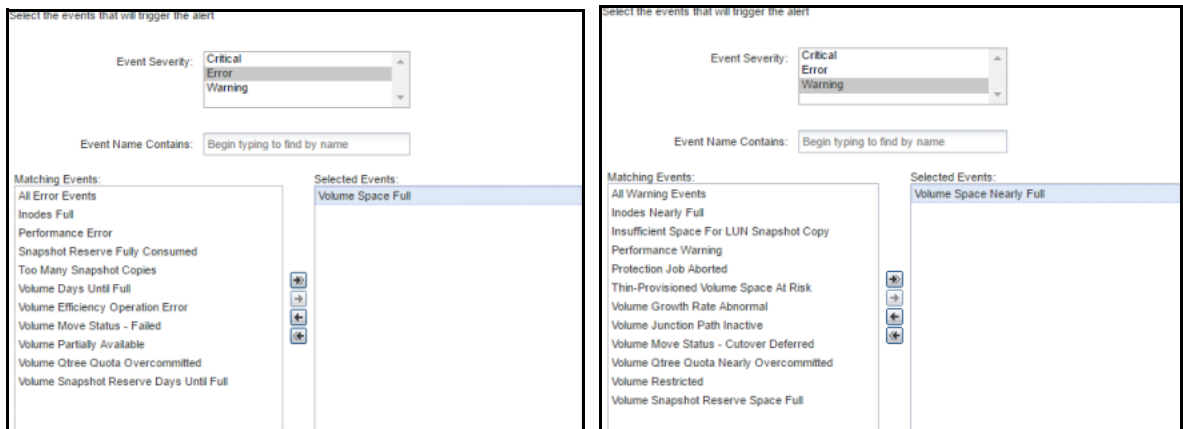 Select the events that will trigger the alert
Event Severity:
Critical
Error
Warning
Event Name Contains:
Begin typing to find by name
Matching Events:
All Error Events
Inodes Full
Performance Error
Snapshot Reserve Fully Consumed
Too Many Snapshot Copies
Volume Days Until Full
Volume Efficiency Operation Error
Volume Move Status - Failed
Volume Partially Available
Volume Qtree Quota Overcommitted
Volume Snapshot Reserve Days Until Full
Selected Events:
Volume Space Full
Select the events that will trigger the alert
Event Severity:
Critical
Error
Warning
Event Name Contains:
Begin typing to find by name
Matching Events:
All Warning Events
Inodes Nearly Full
Insufficient Space For LUN Snapshot Copy
Performance Warning
Protection Job Aborted
Thin-Provisioned Volume Space At Risk
Volume Growth Rate Abnormal
Volume Junction Path Inactive
Volume Move Status - Cutover Deferred
Volume Qtree Quota Nearly Overcommitted
Volume Restricted
Volume Snapshot Reserve Space Full
Selected Events:
Volume Space Nearly Full